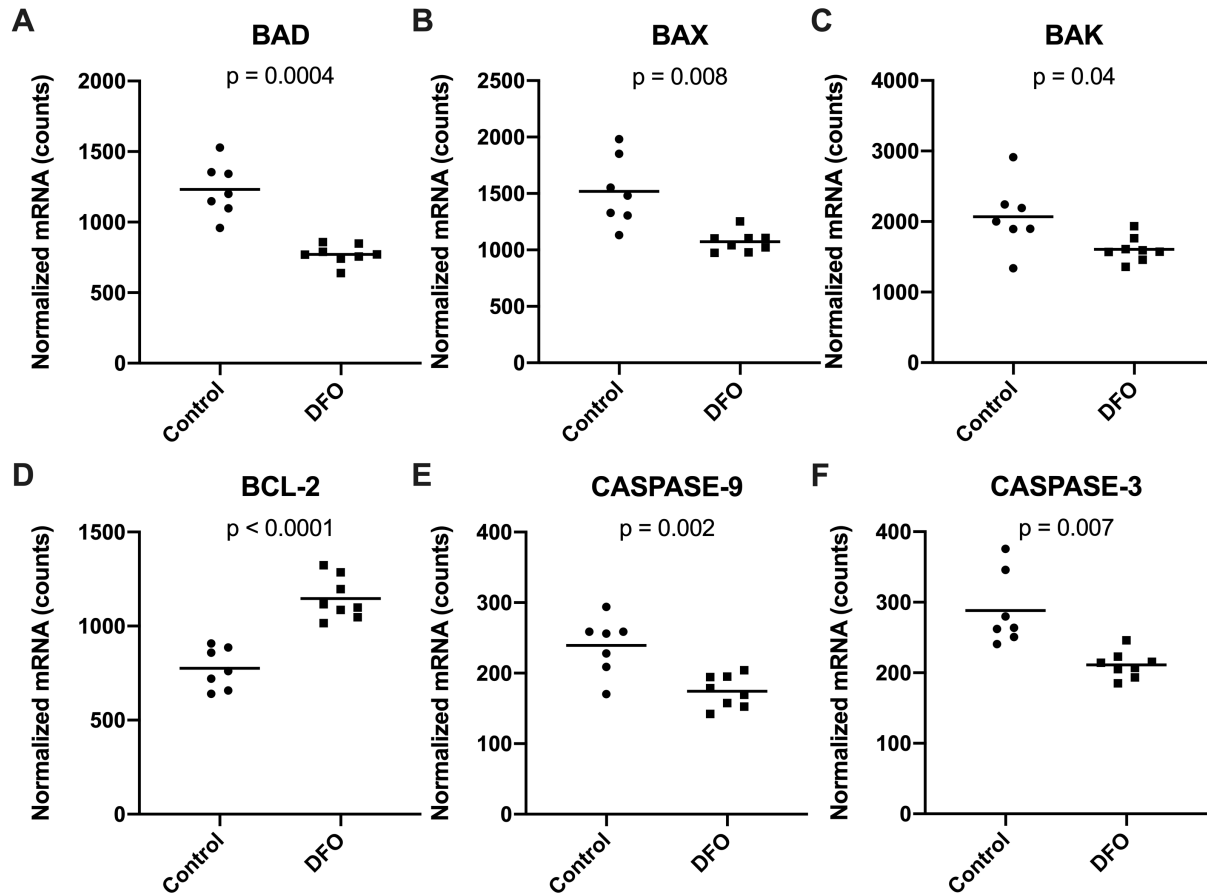 A
BAD
p = 0.0004
Normalized mRNA (counts)
2000
1500
1000
500
0
Control
DFO
B
BAX
p = 0.008
Normalized mRNA (counts)
2500
2000
1500
1000
500
0
Control
DFO
C
BAK
p = 0.04
Normalized mRNA (counts)
4000
3000
2000
1000
0
Control
DFO
D
BCL-2
p < 0.0001
Normalized mRNA (counts)
1500
1000
500
0
Control
DFO
E
CASPASE-9
p = 0.002
Normalized mRNA (counts)
400
300
200
100
0
Control
DFO
F
CASPASE-3
p = 0.007
Normalized mRNA (counts)
400
300
200
100
0
Control
DFO